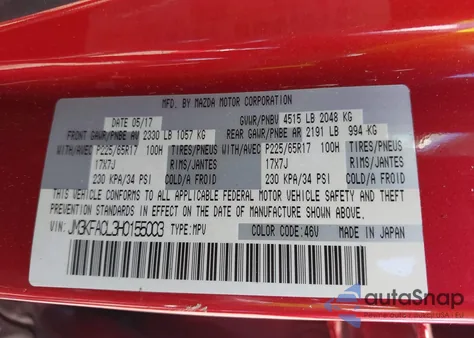 MFD. BY MAZDA MOTOR CORPORATION
DATE 05/17 GVWR/PNBV 4515 LB 2048 KG
FRONT GAWR/PNBE AV 2330 LB 1057 KG REAR GAWR/PNBE AR 2191 LB 994 KG
WITH/AVEC P225/65R17 100H TIRES/PNEUS WITH/AVEC P225/65R17 100H TIRES/PNEUS
17X7J RIMS/JANTES 17X7J RIMS/JANTES
230 KPA/34 PSI COLD/A FROID 230 KPA/34 PSI COLD/A FROID
THIS VEHICLE CONFORMS TO ALL APPLICABLE FEDERAL MOTOR VEHICLE SAFETY AND THEFT
PREVENTION STANDARDS IN EFFECT ON THE DATE OF MANUFACTURE SHOWN ABOVE.
VIN: JM3KFACL3H0155003 TYPE:MPV COLOR CODE:46V MADE IN JAPAN
autoSnap